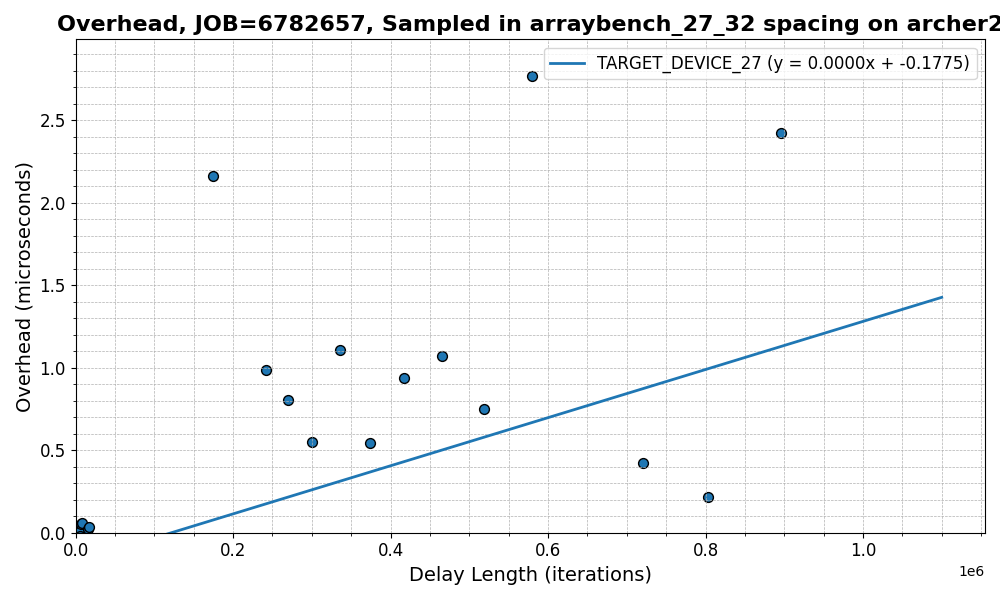 Overhead, JOB=6782657, Sampled in arraybench_27_32 spacing on archer2
TARGET_DEVICE_27 (y = 0.0000x + -0.1775)
Overhead (microseconds)
2.5
2.0
1.5
1.0
0.5
0.0
0.0 0.2 0.4 0.6 0.8 1.0
1e6
Delay Length (iterations)